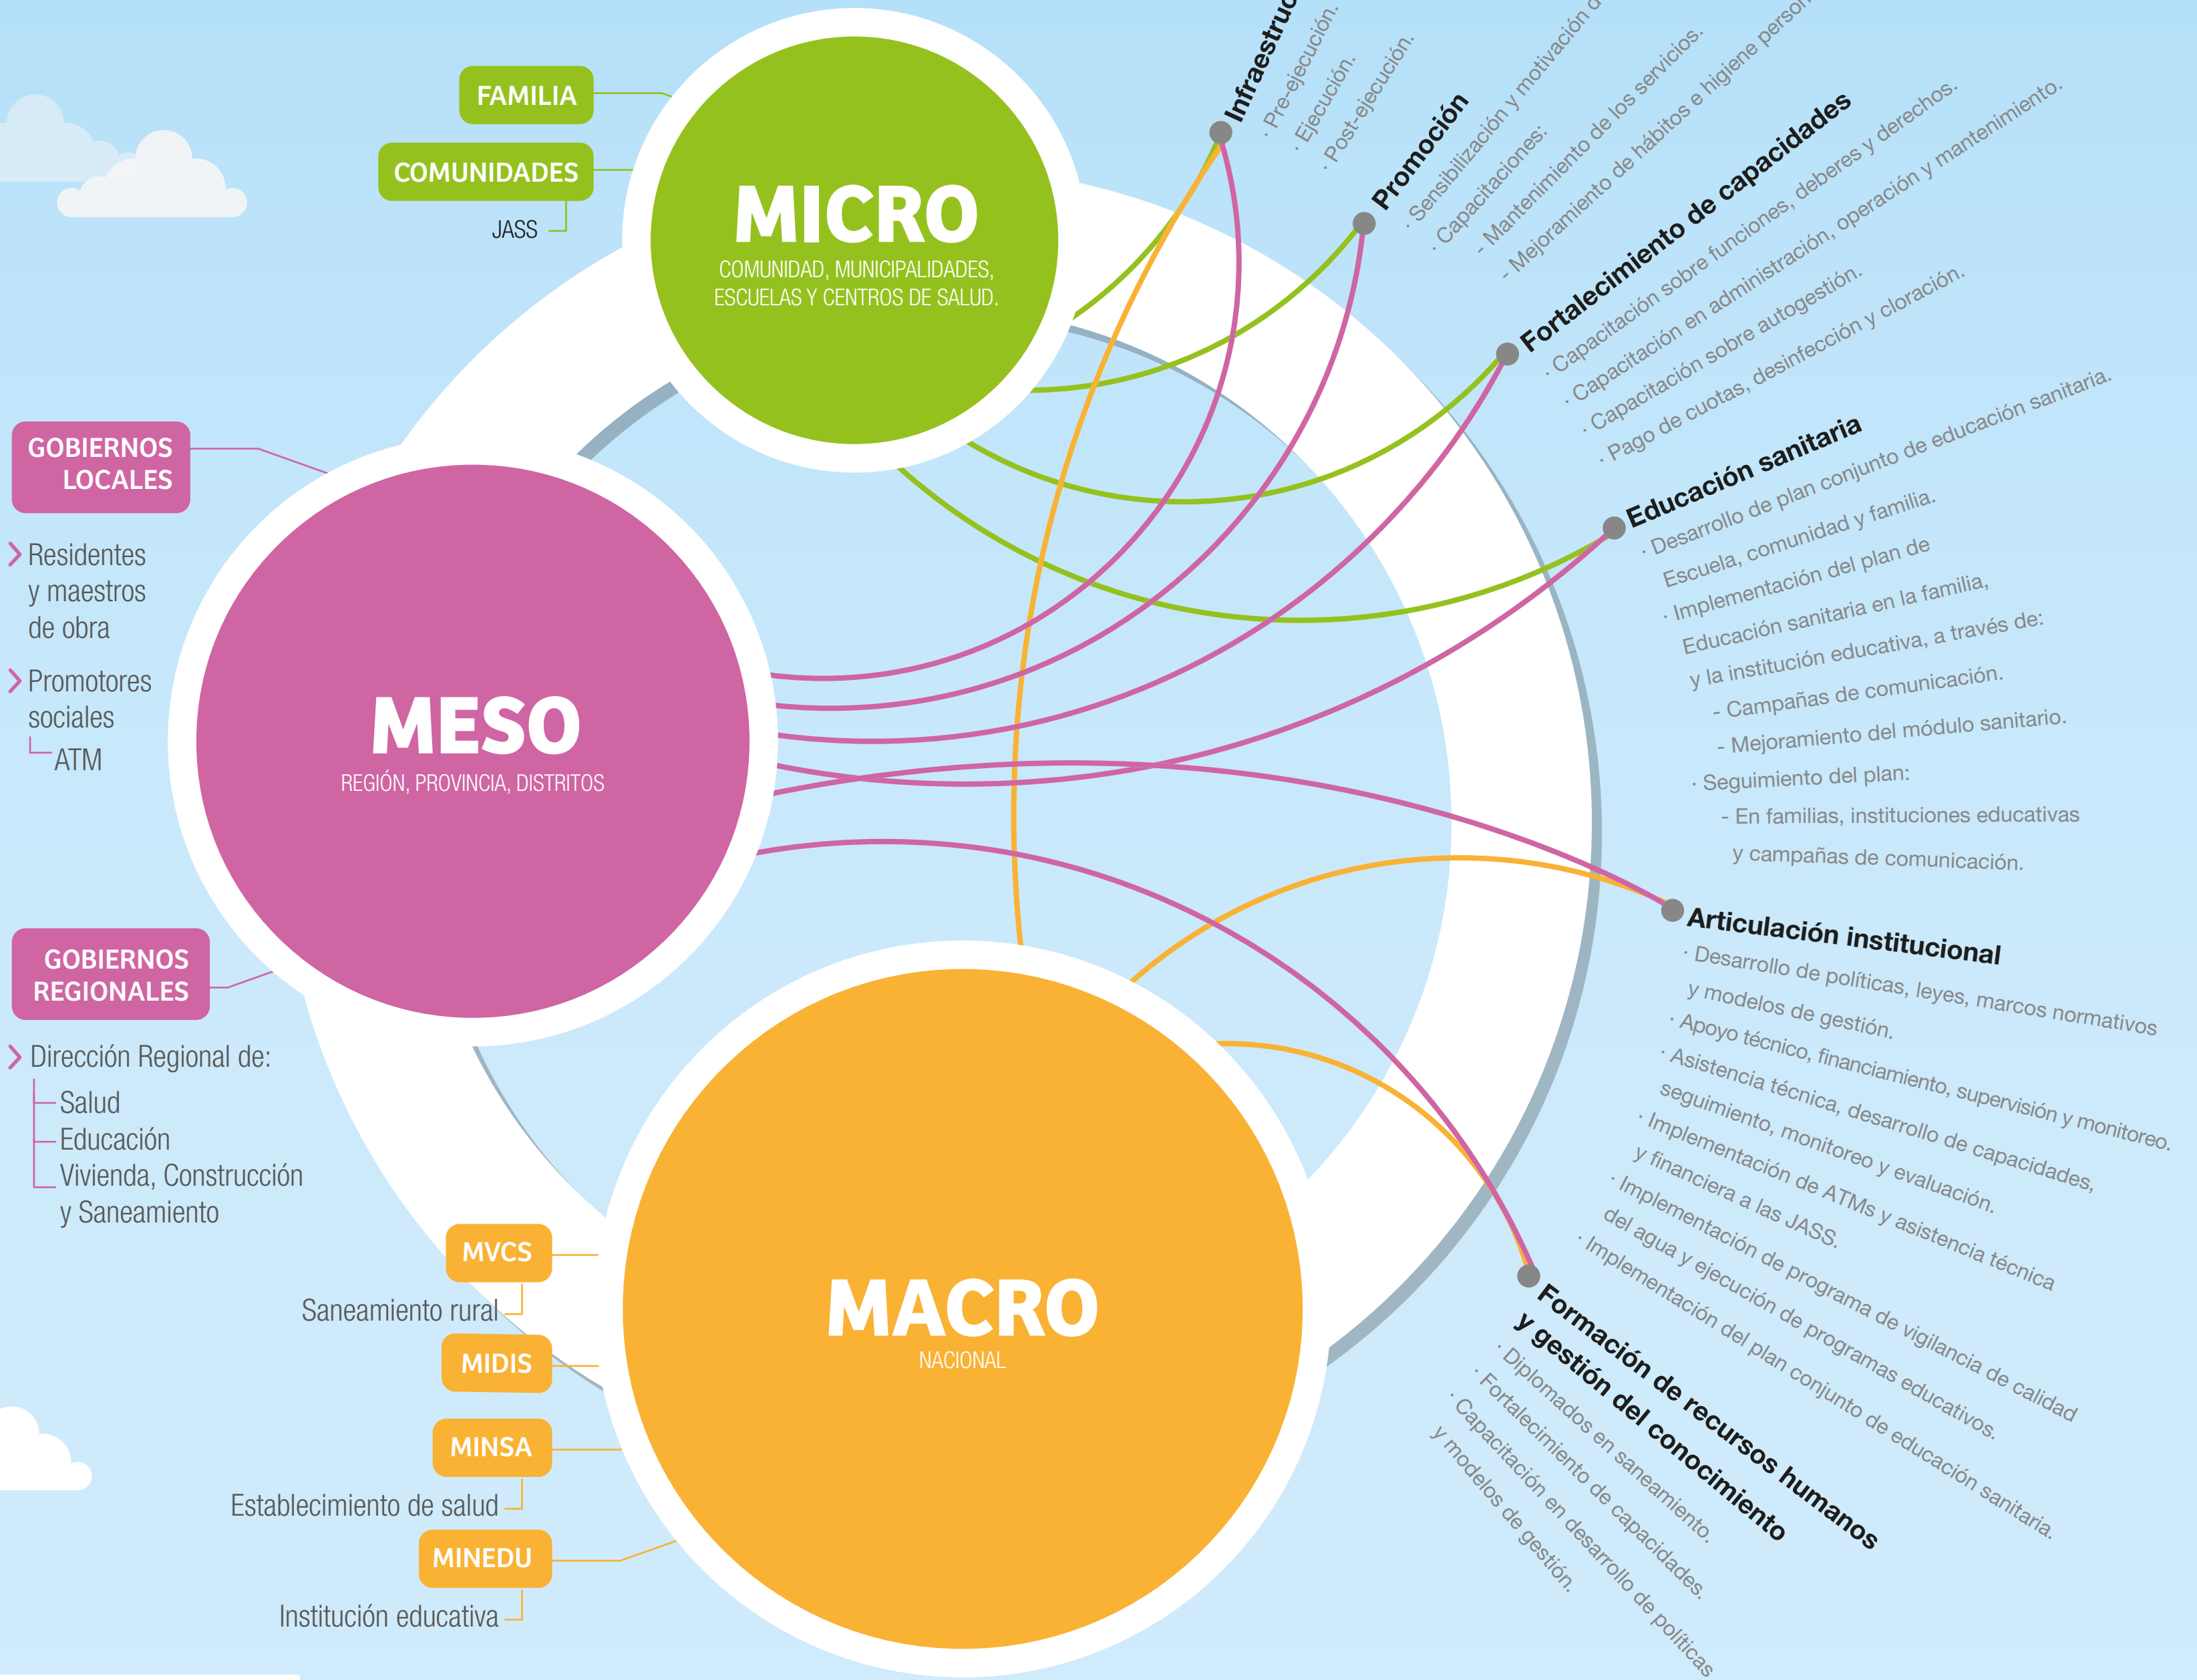 FAMILIA
COMUNIDADES
JASS
MICRO
COMUNIDAD, MUNICIPALIDADES,
ESCUELAS Y CENTROS DE SALUD.
GOBIERNOS
LOCALES
Residentes
y maestros
de obra
Promotores
sociales
ATM
MESO
REGIÓN, PROVINCIA, DISTRITOS
GOBIERNOS
REGIONALES
Dirección Regional de:
Salud
Educación
Vivienda, Construcción
y Saneamiento
MVCS
Saneamiento rural
MIDIS
MINSA
Establecimiento de salud
MINEDU
Institución educativa
MACRO
NACIONAL
· Pre-ejecución.
· Ejecución.
· Post-ejecución.
Promoción
· Sensibilización y motivación
· Capacitaciones:
- Mantenimiento de los servicios.
- Mejoramiento de hábitos e higiene
Fortalecimiento de capacidades
· Capacitación sobre funciones, deberes y derechos.
· Capacitación en administración, operación y mantenimiento.
· Capacitación sobre autogestión.
· Pago de cuotas, desinfección y cloración.
Educación sanitaria
· Desarrollo de plan conjunto de educación sanitaria.
Escuela, comunidad y familia.
· Implementación del plan de
Educación sanitaria en la familia,
y la institución educativa, a través de:
- Campañas de comunicación.
- Mejoramiento del módulo sanitario.
· Seguimiento del plan:
- En familias, instituciones educativas
y campañas de comunicación.
Articulación institucional
· Desarrollo de políticas, leyes, marcos normativos
y modelos de gestión.
· Apoyo técnico, financiamiento, supervisión y monitoreo.
· Asistencia técnica, desarrollo de capacidades,
seguimiento, monitoreo y evaluación.
· Implementación de ATMs y asistencia técnica
y financiera a las JASS.
· Implementación de programa de vigilancia de calidad
del agua y ejecución de programas educativos.
· Implementación del plan conjunto de educación sanitaria.
Formación de recursos humanos
y gestión del conocimiento
· Diplomados en saneamiento.
· Fortalecimiento de capacidades.
· Capacitación en desarrollo de políticas
y modelos de gestión.